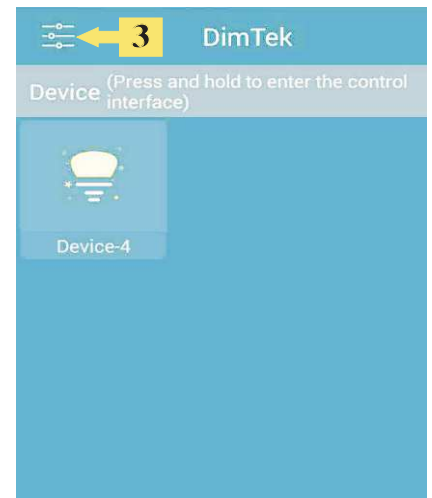 3 DimTek
Device (Press and hold to enter the control
interface)
Device-4